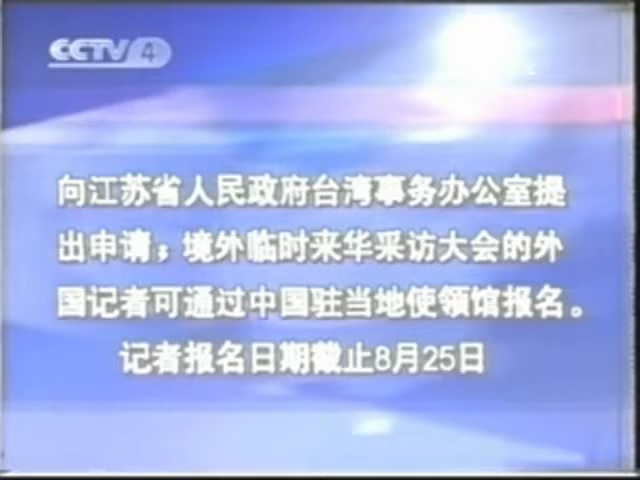 CCTV 4
向江苏省人民政府台湾事务办公室提
出申请；境外临时来华采访大会的外
国记者可通过中国驻当地使领馆报名。
记者报名日期截止8月25日